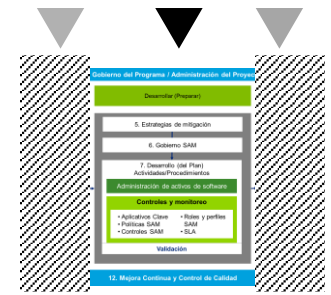 Gobierno del Programa / Administración del Proyec
Desarrollar (Preparar)
5. Estrategias de mitigación
6. Gobierno SAM
7. Desarrollo (del Plan)
Actividades/Procedimientos
Administración de activos de software
Controles y monitoreo
• Aplicativos Clave
• Políticas SAM
• Controles SAM
• Roles y perfiles
SAM
• SLA
Validación
12. Mejora Continua y Control de Calidad